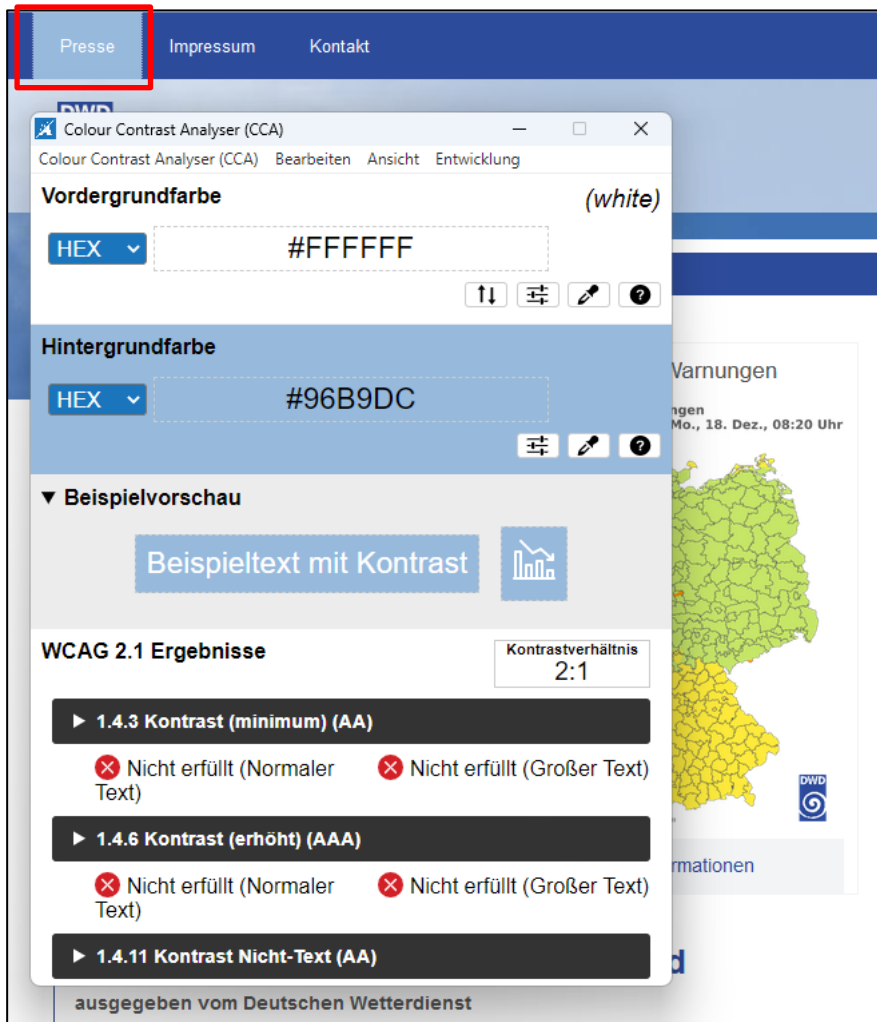 Presse Impressum Kontakt
DWD
Colour Contrast Analyser (CCA)
Colour Contrast Analyser (CCA) Bearbeiten Ansicht Entwicklung
Vordergrundfarbe (white)
HEX #FFFFFF
Hintergrundfarbe
HEX #96B9DC
Warnungen
ngen
Mo., 18. Dez., 08:20 Uhr
▼ Beispielvorschau
Beispieltext mit Kontrast
WCAG 2.1 Ergebnisse
Kontrastverhältnis
2:1
▶ 1.4.3 Kontrast (minimum) (AA)
Nicht erfüllt (Normaler
Text)
Nicht erfüllt (Großer Text)
DWD
▶ 1.4.6 Kontrast (erhöht) (AAA)
rmationen
Nicht erfüllt (Normaler
Text)
Nicht erfüllt (Großer Text)
▶ 1.4.11 Kontrast Nicht-Text (AA)
d
ausgegeben vom Deutschen Wetterdienst